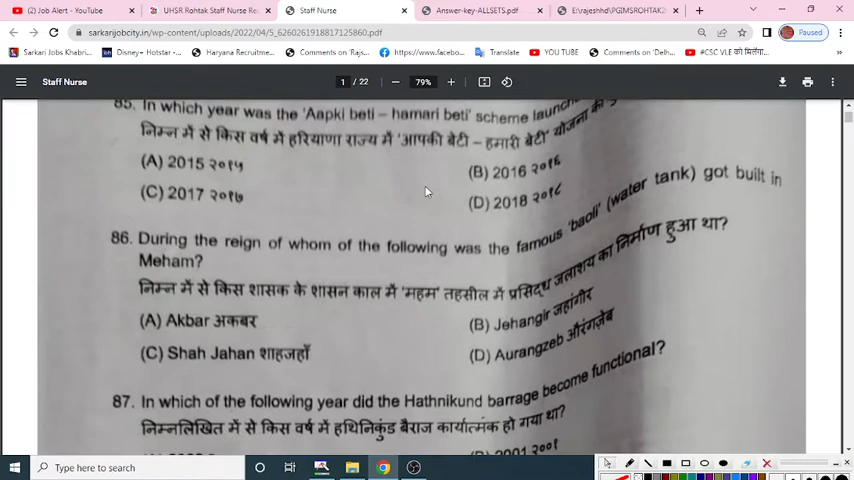 (2) Job Alert - YouTube
UHSR Rohtak Staff Nurse Re
Staff Nurse
Answer-key-ALLSETS.pdf
E:\rajeshhd\PGIMSROHTAK2
sarkarijobcity.in/wp-content/uploads/2022/04/5_6260261917125860.pdf
Paused
Sarkari Jobs Khabri...
Disney+ Hotstar - ...
Haryana Recruitme...
Comments on 'Rajs...
https://www.facebo...
Translate
YOU TUBE
Comments on 'Delh...
#CSC VLE को मिलेंगा...
Staff Nurse
1 / 22
79%
85. In which year was the 'Aapki beti – hamari beti' scheme
निम्न में से किस वर्ष में हरियाणा राज्य में 'आपकी बेटी – हमारी बेटी' योजना
(A) 2015 २०१५
(B) 2016 २०१६
(C) 2017 २०१७
(D) 2018 २०१८
86. During the reign of whom of the following was the famous 'baoli' (water tank) got built in
Meham?
निम्न में से किस शासक के शासन काल में 'महम' तहसील में प्रसिद्ध जलाशय का निर्माण हुआ था?
(A) Akbar अकबर
(B) Jehangir जहांगीर
(C) Shah Jahan शाहजहाँ
(D) Aurangzeb औरंगज़ेब
87. In which of the following year did the Hathnikund barrage become functional?
निम्नलिखित में से किस वर्ष में हथिनिकुंड बैराज कार्यात्मंक हो गया था?
2001 २००१
Type here to search